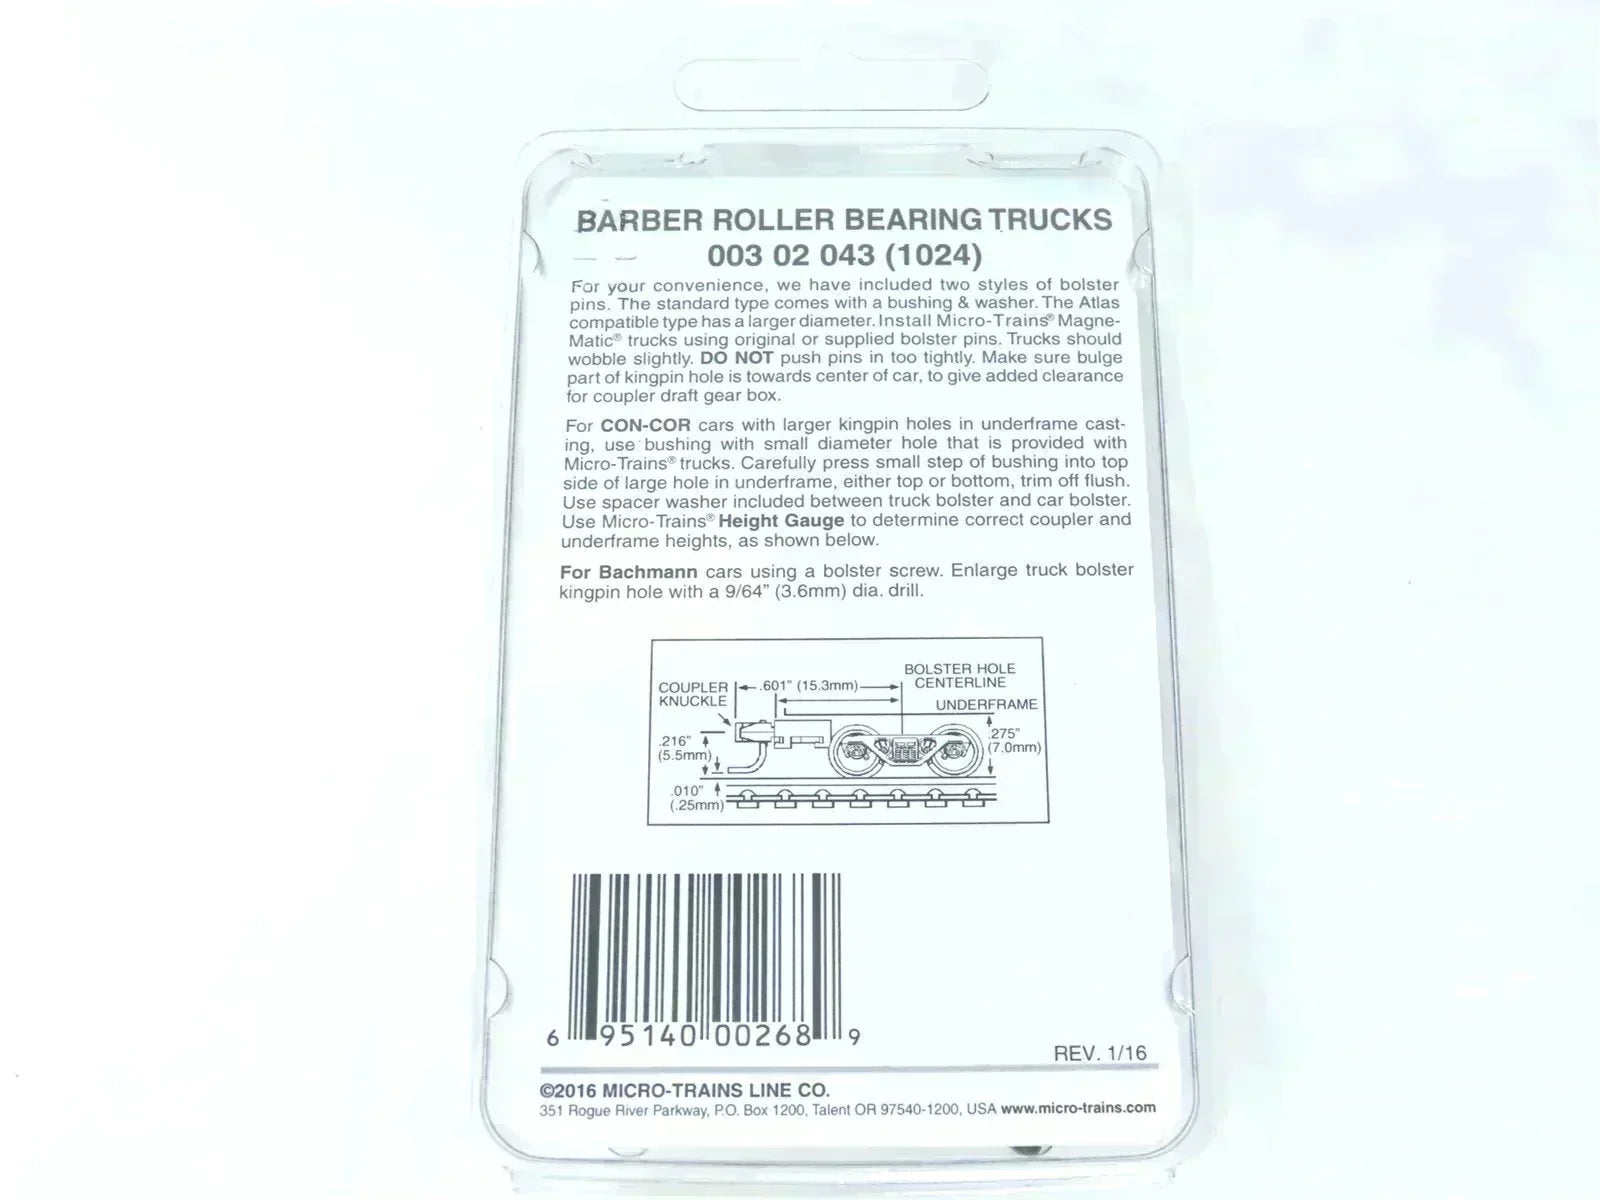 BARBER ROLLER BEARING TRUCKS
003 02 043 (1024)
For your convenience, we have included two styles of bolster
pins. The standard type comes with a bushing & washer. The Atlas
compatible type has a larger diameter. Install Micro-Trains® Magne-
Matic® trucks using original or supplied bolster pins. Trucks should
wobble slightly. DO NOT push pins in too tightly. Make sure bulge
part of kingpin hole is towards center of car, to give added clearance
for coupler draft gear box.
For CON-COR cars with larger kingpin holes in underframe cast-
ing, use bushing with small diameter hole that is provided with
Micro-Trains® trucks. Carefully press small step of bushing into top
side of large hole in underframe, either top or bottom, trim off flush.
Use spacer washer included between truck bolster and car bolster.
Use Micro-Trains® Height Gauge to determine correct coupler and
underframe heights, as shown below.
For Bachmann cars using a bolster screw. Enlarge truck bolster
kingpin hole with a 9/64" (3.6mm) dia. drill.
BOLSTER HOLE
CENTERLINE
COUPLER
KNUCKLE
.601" (15.3mm)
UNDERFRAME
.216"
(5.5mm)
.275"
(7.0mm)
.010"
(.25mm)
6 95140 00268 9
REV. 1/16
©2016 MICRO-TRAINS LINE CO.
351 Rogue River Parkway, P.O. Box 1200, Talent OR 97540-1200, USA www.micro-trains.com